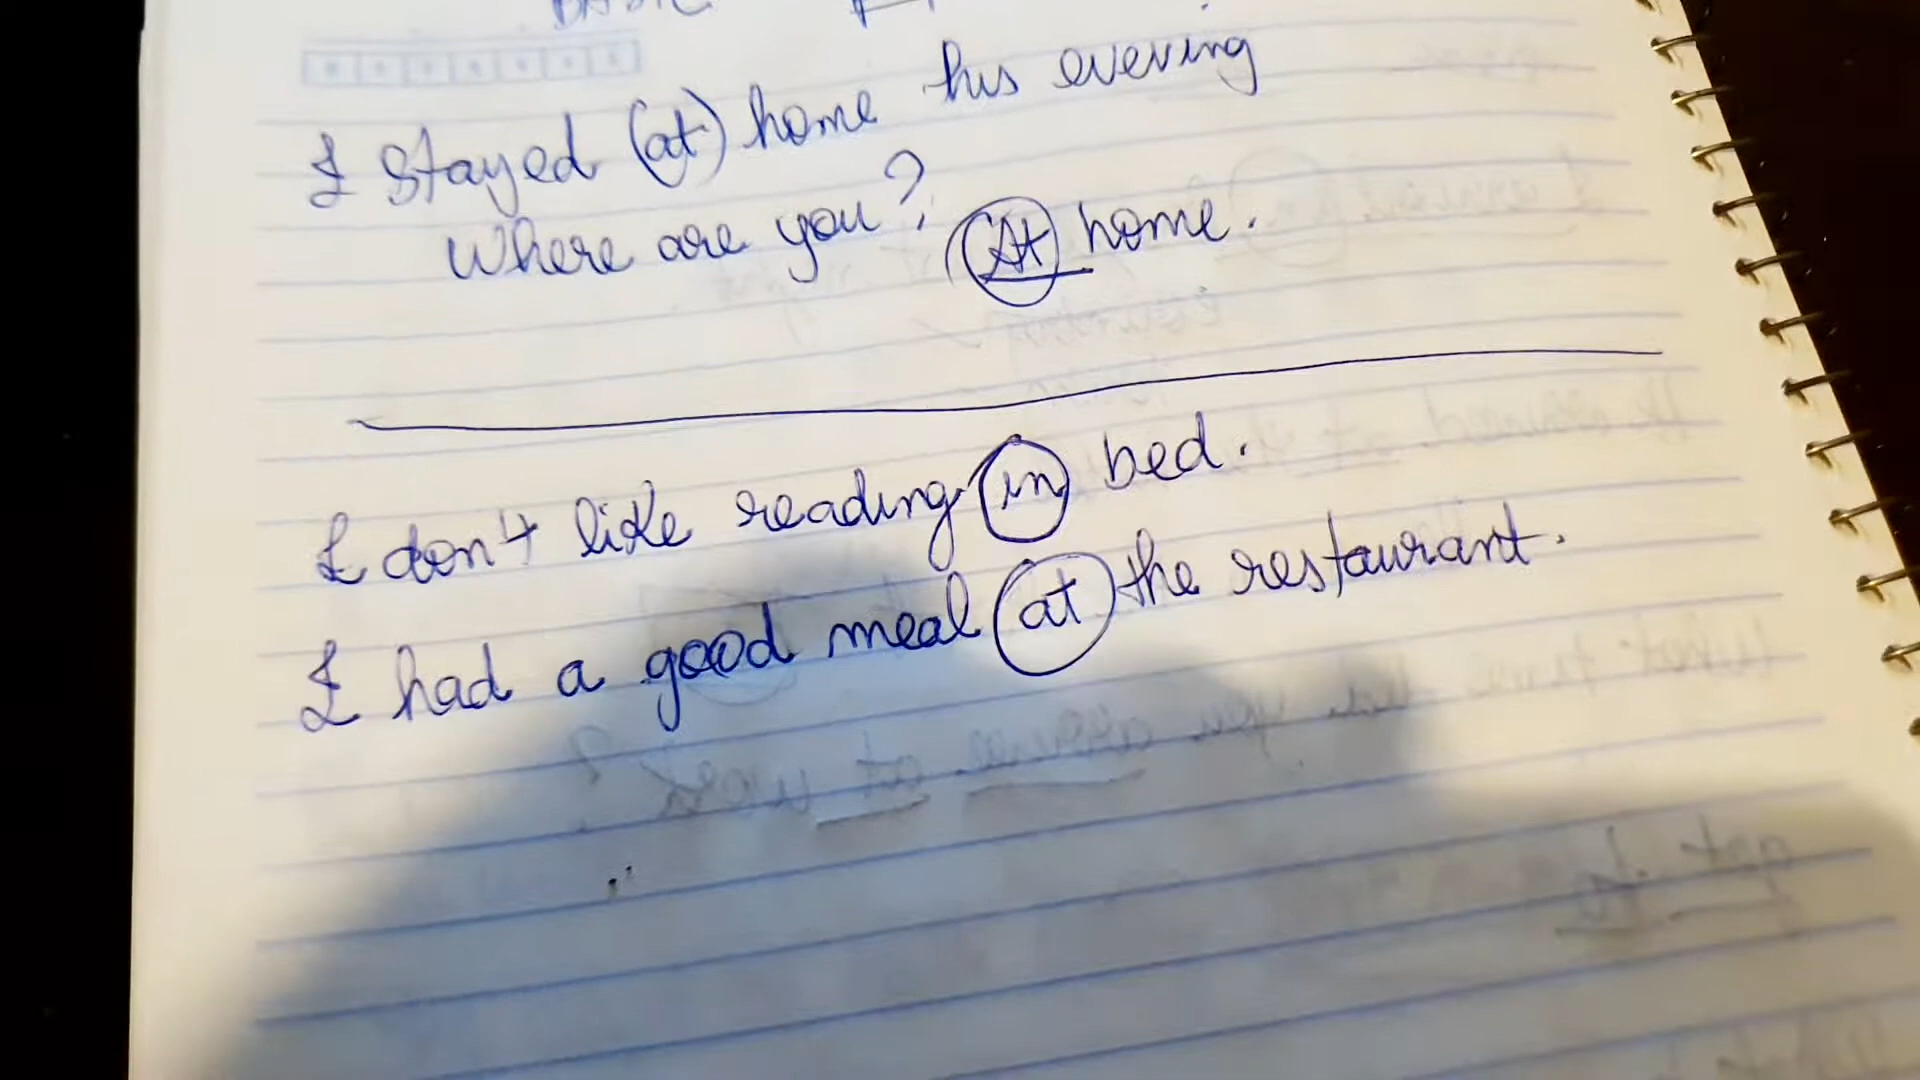 BASIC
I stayed (at) home this evening
Where are you? At home.
I don't like reading in bed.
I had a good meal at the restaurant.